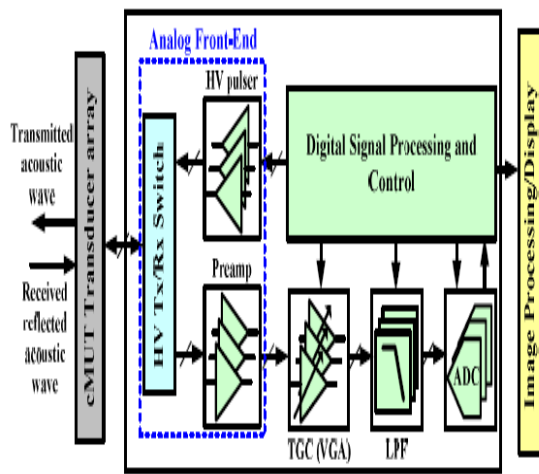 Analog Front-End
HV pulser
Transmitted
acoustic
wave
Received
reflected
acoustic
wave
cMUT Transducer array
HV Tx/Rx Switch
Preamp
Digital Signal Processing and
Control
TGC (VGA)
LPF
ADC
Image Processing/Display